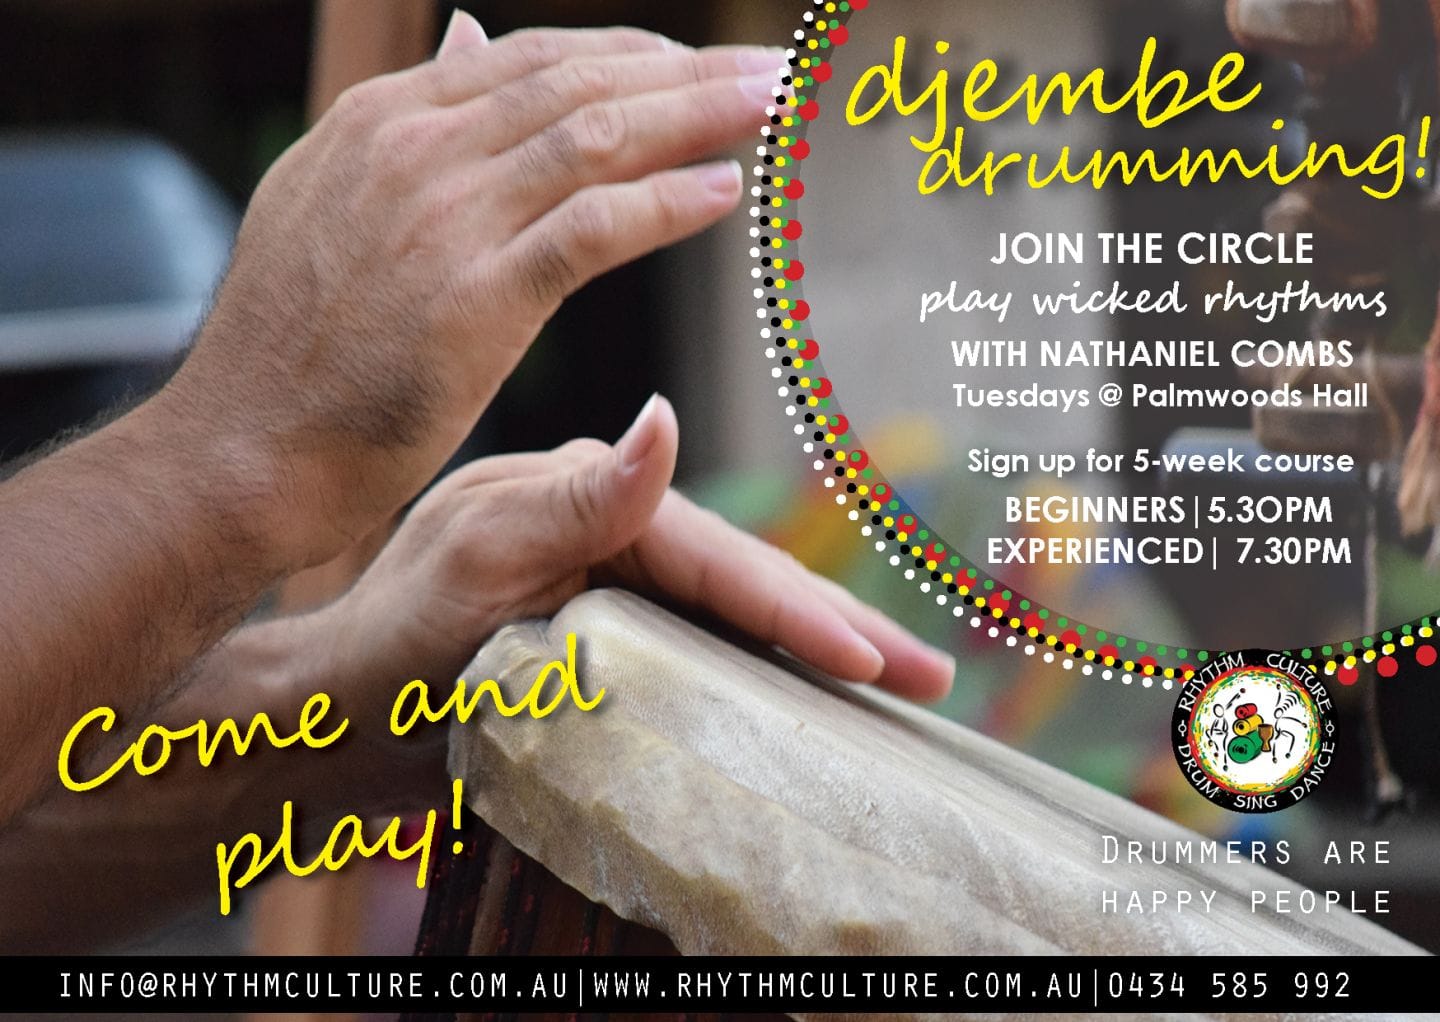 djembe
drumming!
JOIN THE CIRCLE
play wicked rhythms
WITH NATHANIEL COMBS
Tuesdays @ Palmwoods Hall
Sign up for 5-week course
BEGINNERS|5.30PM
EXPERIENCED| 7.30PM
Come and
play!
RHYTHM CULTURE
DRUM SING DANCE
DRUMMERS ARE
HAPPY PEOPLE
INFO@RHYTHMCULTURE.COM.AU|WWW.RHYTHMCULTURE.COM.AU|0434 585 992